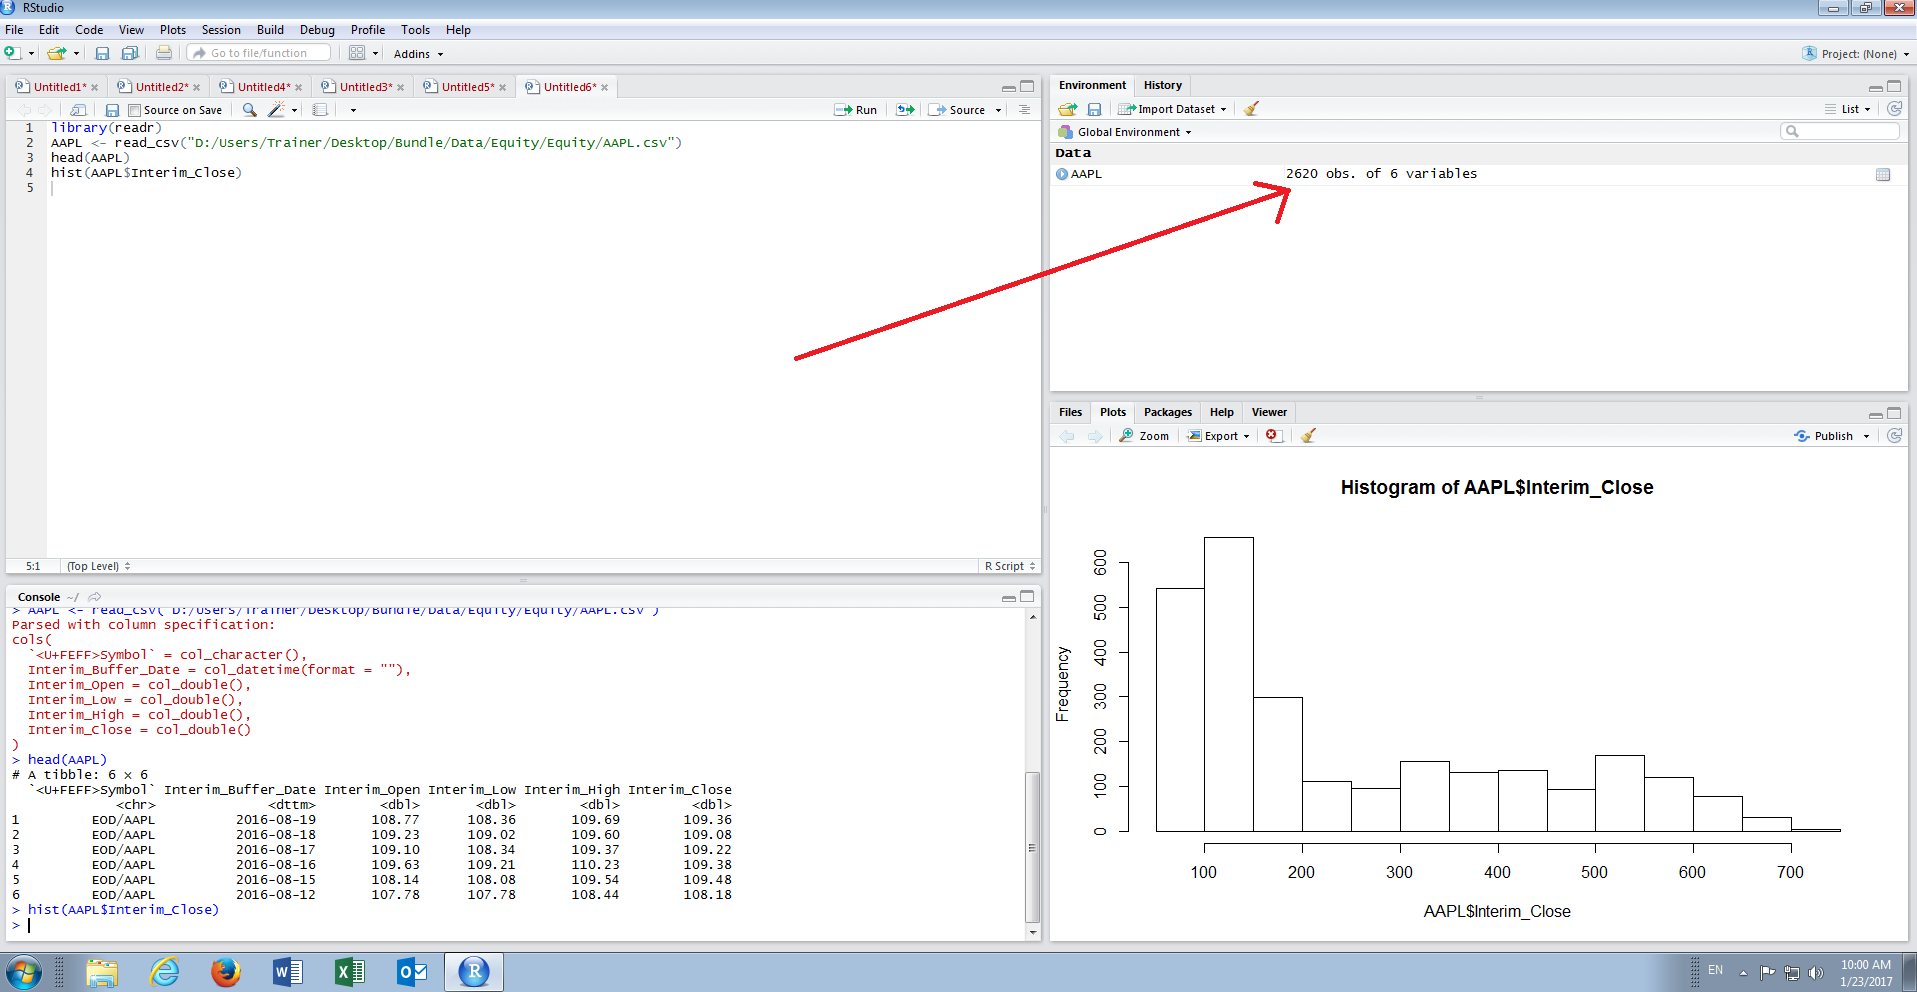 RStudio
File Edit Code View Plots Session Build Debug Profile Tools Help
Go to file/function Addins Project: (None)
Untitled1* Untitled2* Untitled4* Untitled3* Untitled5* Untitled6*
Source on Save Run Source
1 library(readr)
2 AAPL <- read_csv("D:/Users/Trainer/Desktop/Bundle/Data/Equity/Equity/AAPL.csv")
3 head(AAPL)
4 hist(AAPL$Interim_Close)
5
5:1 (Top Level) R Script
Console ~/
> AAPL <- read_csv("D:/Users/Trainer/Desktop/Bundle/Data/Equity/Equity/AAPL.csv")
Parsed with column specification:
cols(
`<U+FEFF>Symbol` = col_character(),
Interim_Buffer_Date = col_datetime(format = ""),
Interim_Open = col_double(),
Interim_Low = col_double(),
Interim_High = col_double(),
Interim_Close = col_double()
)
> head(AAPL)
# A tibble: 6 x 6
`<U+FEFF>Symbol` Interim_Buffer_Date Interim_Open Interim_Low Interim_High Interim_Close
<chr> <dttm> <dbl> <dbl> <dbl> <dbl>
1 EOD/AAPL 2016-08-19 108.77 108.36 109.69 109.36
2 EOD/AAPL 2016-08-18 109.23 109.02 109.60 109.08
3 EOD/AAPL 2016-08-17 109.10 108.34 109.37 109.22
4 EOD/AAPL 2016-08-16 109.63 109.21 110.23 109.38
5 EOD/AAPL 2016-08-15 108.14 108.08 109.54 109.48
6 EOD/AAPL 2016-08-12 107.78 107.78 108.44 108.18
> hist(AAPL$Interim_Close)
>
Environment History
Import Dataset List
Global Environment
Data
AAPL 2620 obs. of 6 variables
Files Plots Packages Help Viewer
Zoom Export Publish
Histogram of AAPL$Interim_Close
Frequency
600
500
400
300
200
100
0
100 200 300 400 500 600 700
AAPL$Interim_Close
EN 10:00 AM
1/23/2017